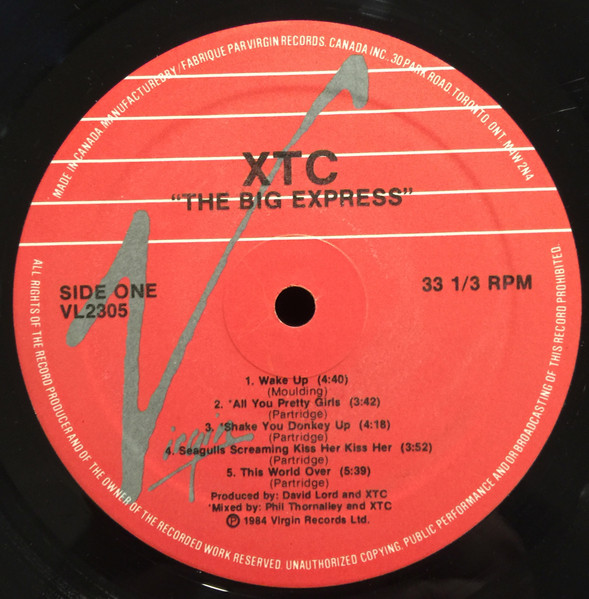 MADE IN CANADA. MANUFACTURED BY / FABRIQUE PAR VIRGIN RECORDS. CANADA INC., 30 PARK ROAD, TORONTO, ONT. M4W 2N4
XTC
"THE BIG EXPRESS"
SIDE ONE
VL2305
33 1/3 RPM
1. Wake Up (4:40)
(Moulding)
2. *All You Pretty Girls (3:42)
(Partridge)
3. *Shake You Donkey Up (4:18)
(Partridge)
4. Seagulls Screaming Kiss Her Kiss Her (3:52)
(Partridge)
5. This World Over (5:39)
(Partridge)
Produced by: David Lord and XTC
*Mixed by: Phil Thornalley and XTC
℗ 1984 Virgin Records Ltd.
Virgin
ALL RIGHTS OF THE RECORD PRODUCER AND OF THE OWNER OF THE RECORDED WORK RESERVED. UNAUTHORIZED COPYING, PUBLIC PERFORMANCE AND/OR BROADCASTING OF THIS RECORD PROHIBITED.